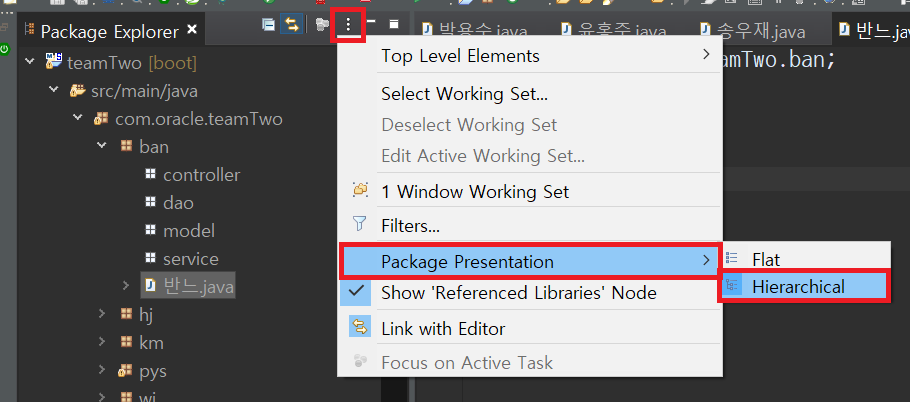 Package Explorer
박용수.java
윤홍주.java
송우재.java
반느.java
teamTwo [boot]
amTwo.ban;
src/main/java
com.oracle.teamTwo
ban
controller
dao
model
service
반느.java
hj
km
pys
wj
Top Level Elements
Select Working Set...
Deselect Working Set
Edit Active Working Set...
1 Window Working Set
Filters...
Package Presentation
Show 'Referenced Libraries' Node
Link with Editor
Focus on Active Task
Flat
Hierarchical